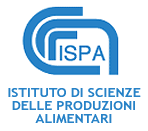 ISPA
ISTITUTO DI SCIENZE
DELLE PRODUZIONI
ALIMENTARI